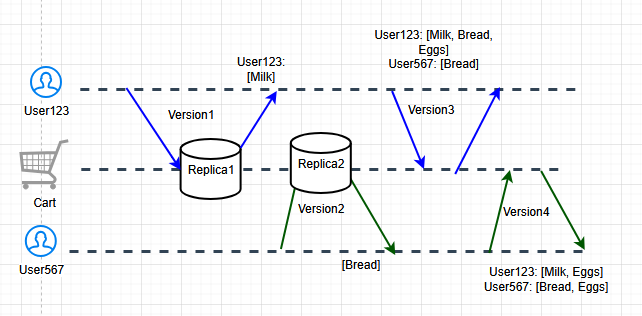 User123: [Milk, Bread,
Eggs]
User567: [Bread]
User123:
[Milk]
User123
Version1
Version3
Replica1
Replica2
Cart
Version2
Version4
User567
[Bread]
User123: [Milk, Eggs]
User567: [Bread, Eggs]